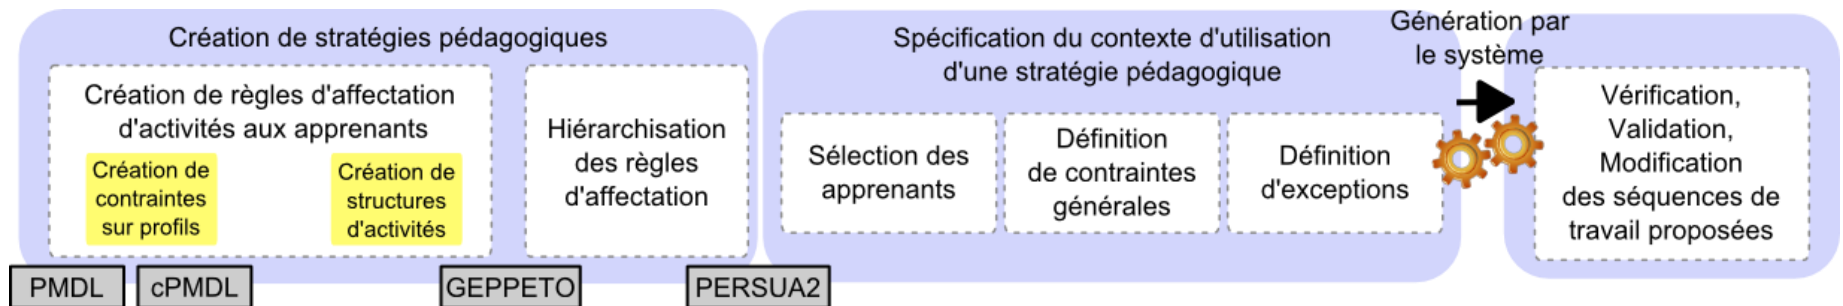 Création de stratégies pédagogiques
Création de règles d'affectation
d'activités aux apprenants
Création de
contraintes
sur profils
Création de
structures
d'activités
Hiérarchisation
des règles
d'affectation
Spécification du contexte d'utilisation
d'une stratégie pédagogique
Sélection des
apprenants
Définition
de contraintes
générales
Définition
d'exceptions
Génération par
le système
Vérification,
Validation,
Modification
des séquences de
travail proposées
PMDL
cPMDL
GEPPETO
PERSUA2